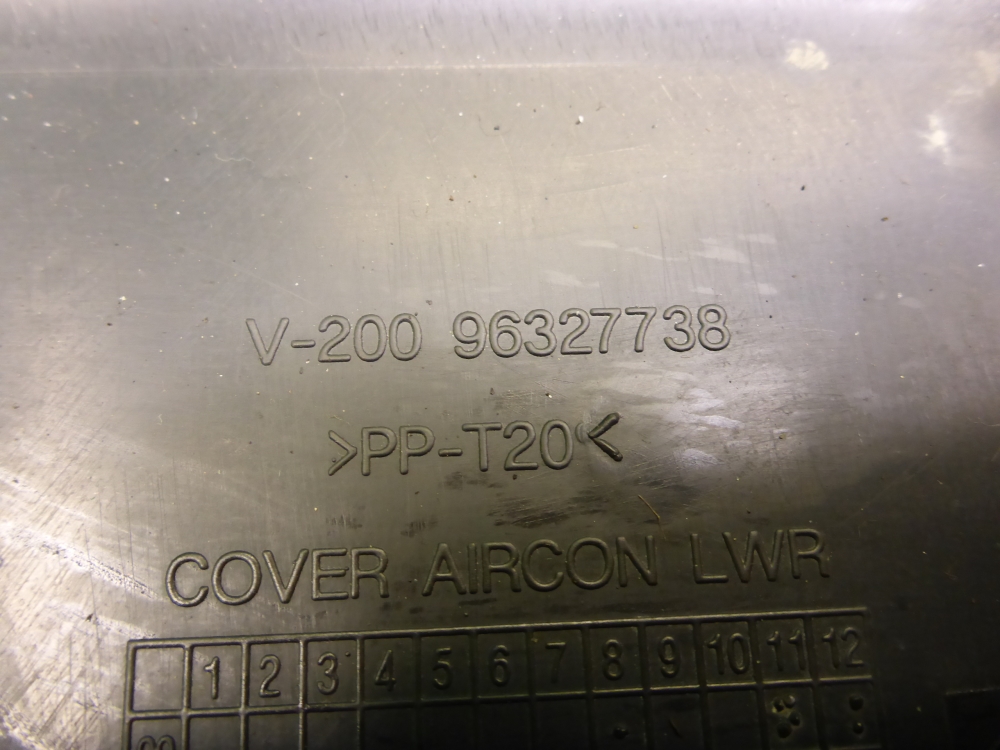 V-200 96327738
>PP-T20<
COVER AIRCON LWR
1 2 3 4 5 6 7 8 9 10 11 12